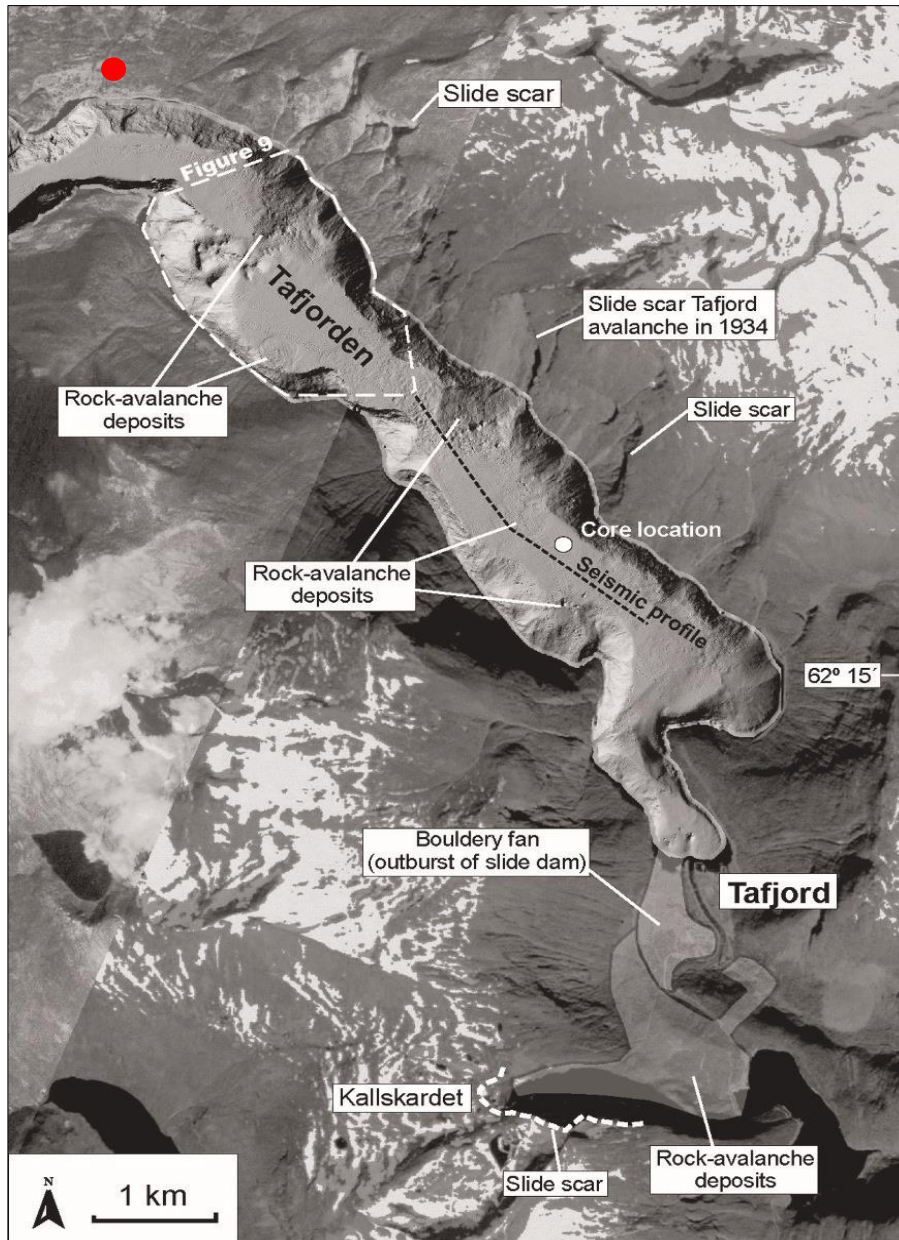 Slide scar
Figure 9
Tafjorden
Slide scar Tafjord
avalanche in 1934
Rock-avalanche
deposits
Slide scar
Core location
Rock-avalanche
deposits
Seismic profile
62º 15´
Bouldery fan
(outburst of slide dam)
Tafjord
Kallskardet
Slide scar
Rock-avalanche
deposits
N
1 km